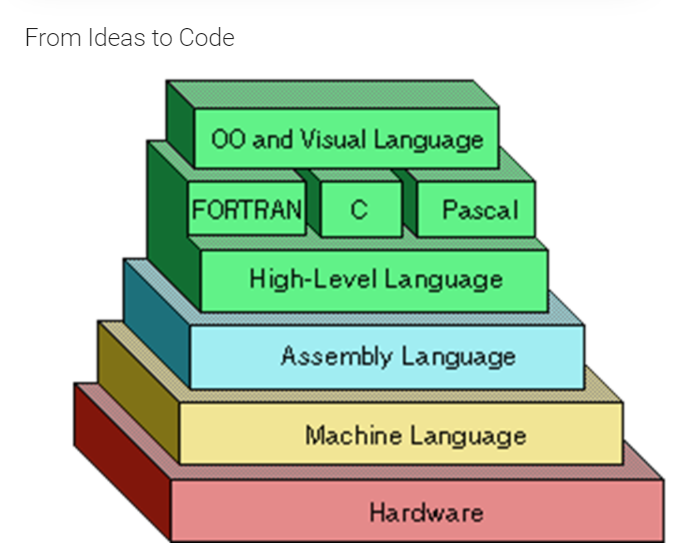 From Ideas to Code
OO and Visual Language
FORTRAN C Pascal
High-Level Language
Assembly Language
Machine Language
Hardware